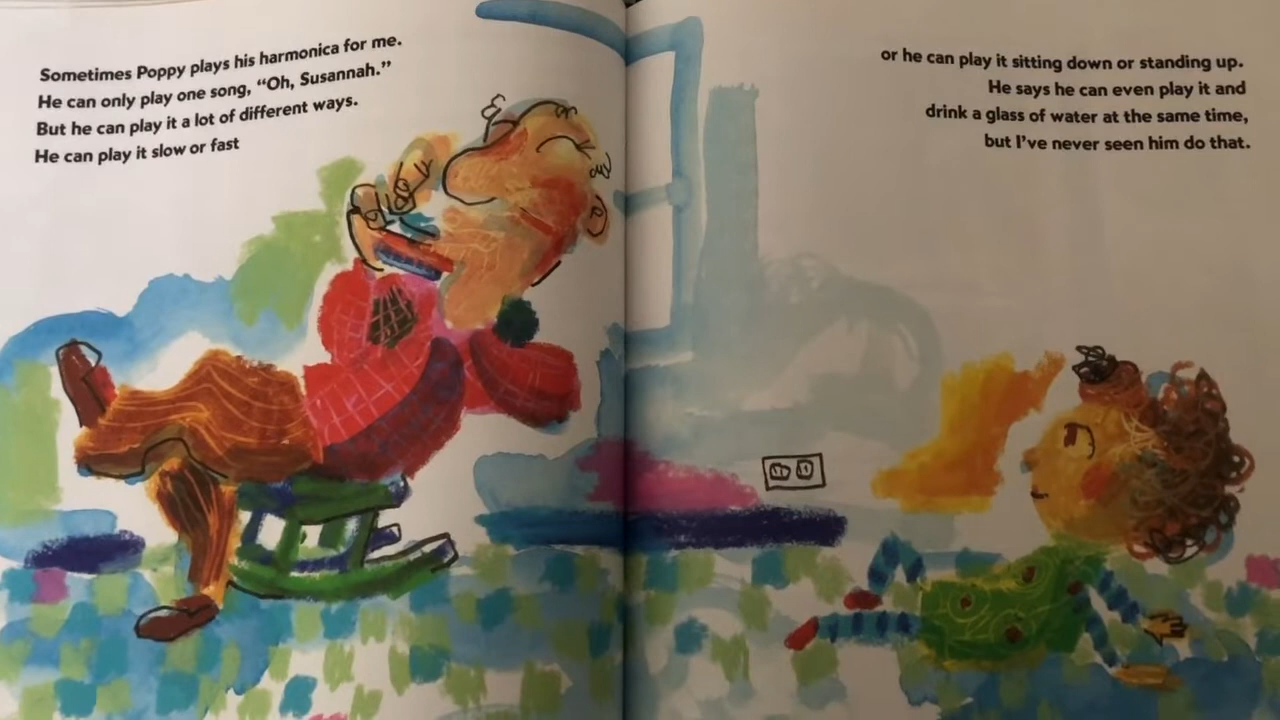 Sometimes Poppy plays his harmonica for me.
He can only play one song, “Oh, Susannah.”
But he can play it a lot of different ways.
He can play it slow or fast
or he can play it sitting down or standing up.
He says he can even play it and
drink a glass of water at the same time,
but I’ve never seen him do that.